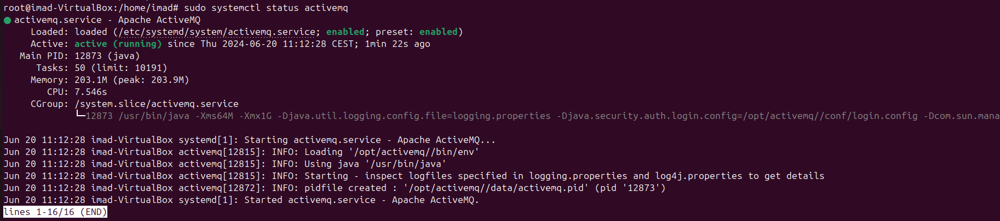 root@imad-VirtualBox:/home/imad# sudo systemctl status activemq
● activemq.service - Apache ActiveMQ
     Loaded: loaded (/etc/systemd/system/activemq.service; enabled; preset: enabled)
     Active: active (running) since Thu 2024-06-20 11:12:28 CEST; 1min 22s ago
   Main PID: 12873 (java)
      Tasks: 50 (limit: 10191)
     Memory: 203.1M (peak: 203.9M)
        CPU: 7.546s
     CGroup: /system.slice/activemq.service
             └─12873 /usr/bin/java -Xms64M -Xmx1G -Djava.util.logging.config.file=logging.properties -Djava.security.auth.login.config=/opt/activemq//conf/login.config -Dcom.sun.mana
Jun 20 11:12:28 imad-VirtualBox systemd[1]: Starting activemq.service - Apache ActiveMQ...
Jun 20 11:12:28 imad-VirtualBox activemq[12815]: INFO: Loading '/opt/activemq//bin/env'
Jun 20 11:12:28 imad-VirtualBox activemq[12815]: INFO: Using java '/usr/bin/java'
Jun 20 11:12:28 imad-VirtualBox activemq[12815]: INFO: Starting - inspect logfiles specified in logging.properties and log4j.properties to get details
Jun 20 11:12:28 imad-VirtualBox activemq[12872]: INFO: pidfile created : '/opt/activemq//data/activemq.pid' (pid '12873')
Jun 20 11:12:28 imad-VirtualBox systemd[1]: Started activemq.service - Apache ActiveMQ.
lines 1-16/16 (END)